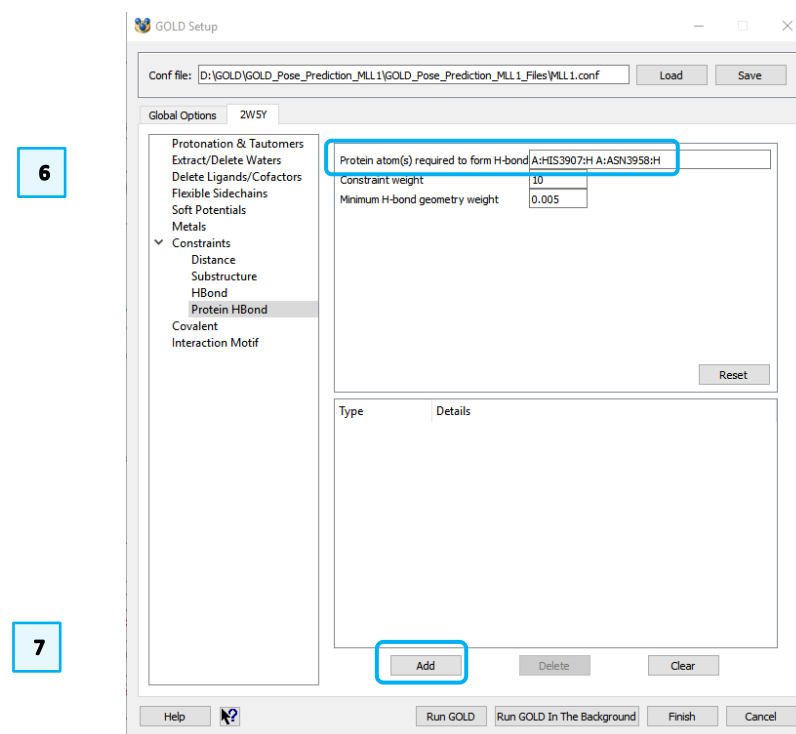 GOLD Setup
Conf file: D:\GOLD\GOLD_Pose_Prediction_MLL1\GOLD_Pose_Prediction_MLL1_Files\MLL1.conf Load Save
Global Options 2W5Y
Protonation & Tautomers
6
Extract/Delete Waters
Protein atom(s) required to form H-bond A:HIS3907:H A:ASN3958:H
Delete Ligands/Cofactors
Constraint weight 10
Flexible Sidechains
Minimum H-bond geometry weight 0.005
Soft Potentials
Metals
Constraints
Distance
Substructure
HBond
Protein HBond
Covalent
Interaction Motif
Reset
Type Details
7
Add Delete Clear
Help Run GOLD Run GOLD In The Background Finish Cancel